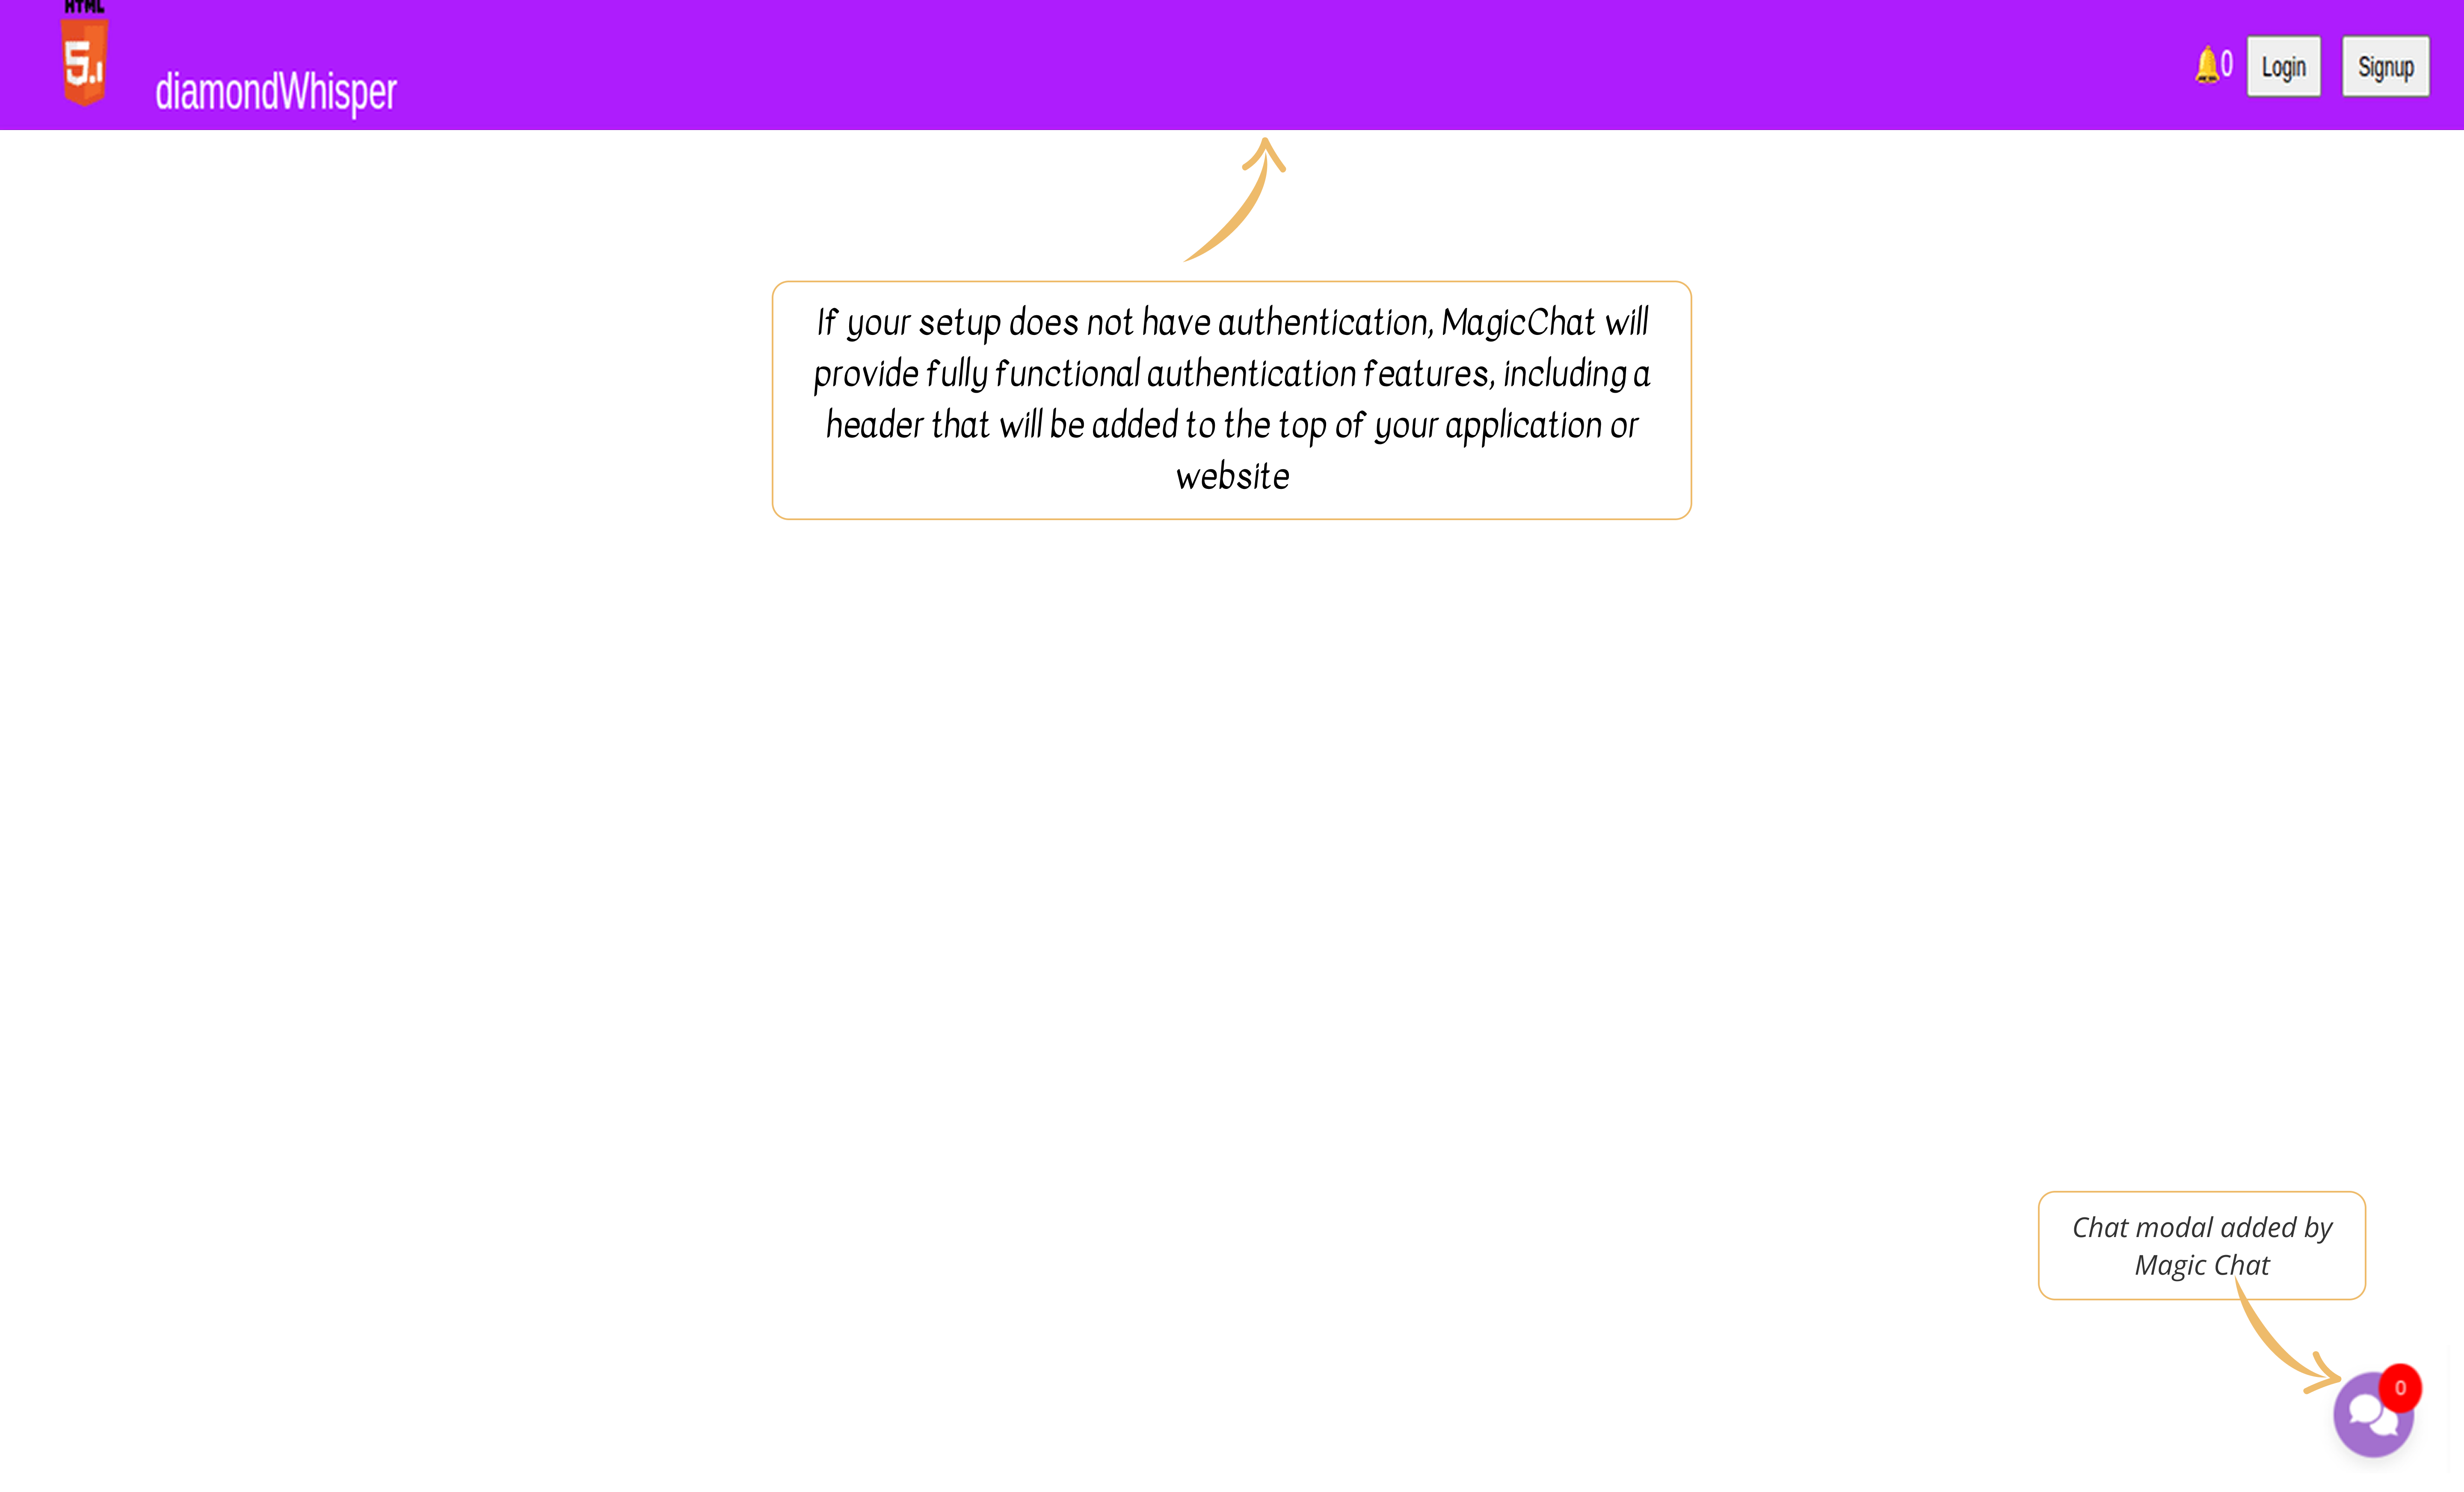 HTML
5.1
diamondWhisper
🔔0
Login
Signup
If your setup does not have authentication, MagicChat will
provide fully functional authentication features, including a
header that will be added to the top of your application or
website
Chat modal added by
Magic Chat
0